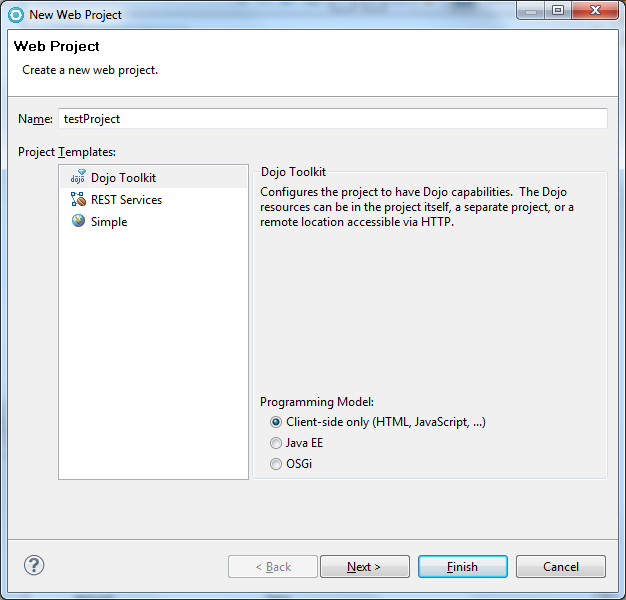 New Web Project
Web Project
Create a new web project.
Name: testProject
Project Templates:
dojo Dojo Toolkit
REST Services
Simple
Dojo Toolkit
Configures the project to have Dojo capabilities. The Dojo
resources can be in the project itself, a separate project, or a
remote location accessible via HTTP.
Programming Model:
Client-side only (HTML, JavaScript, ...)
Java EE
OSGi
?
< Back
Next >
Finish
Cancel